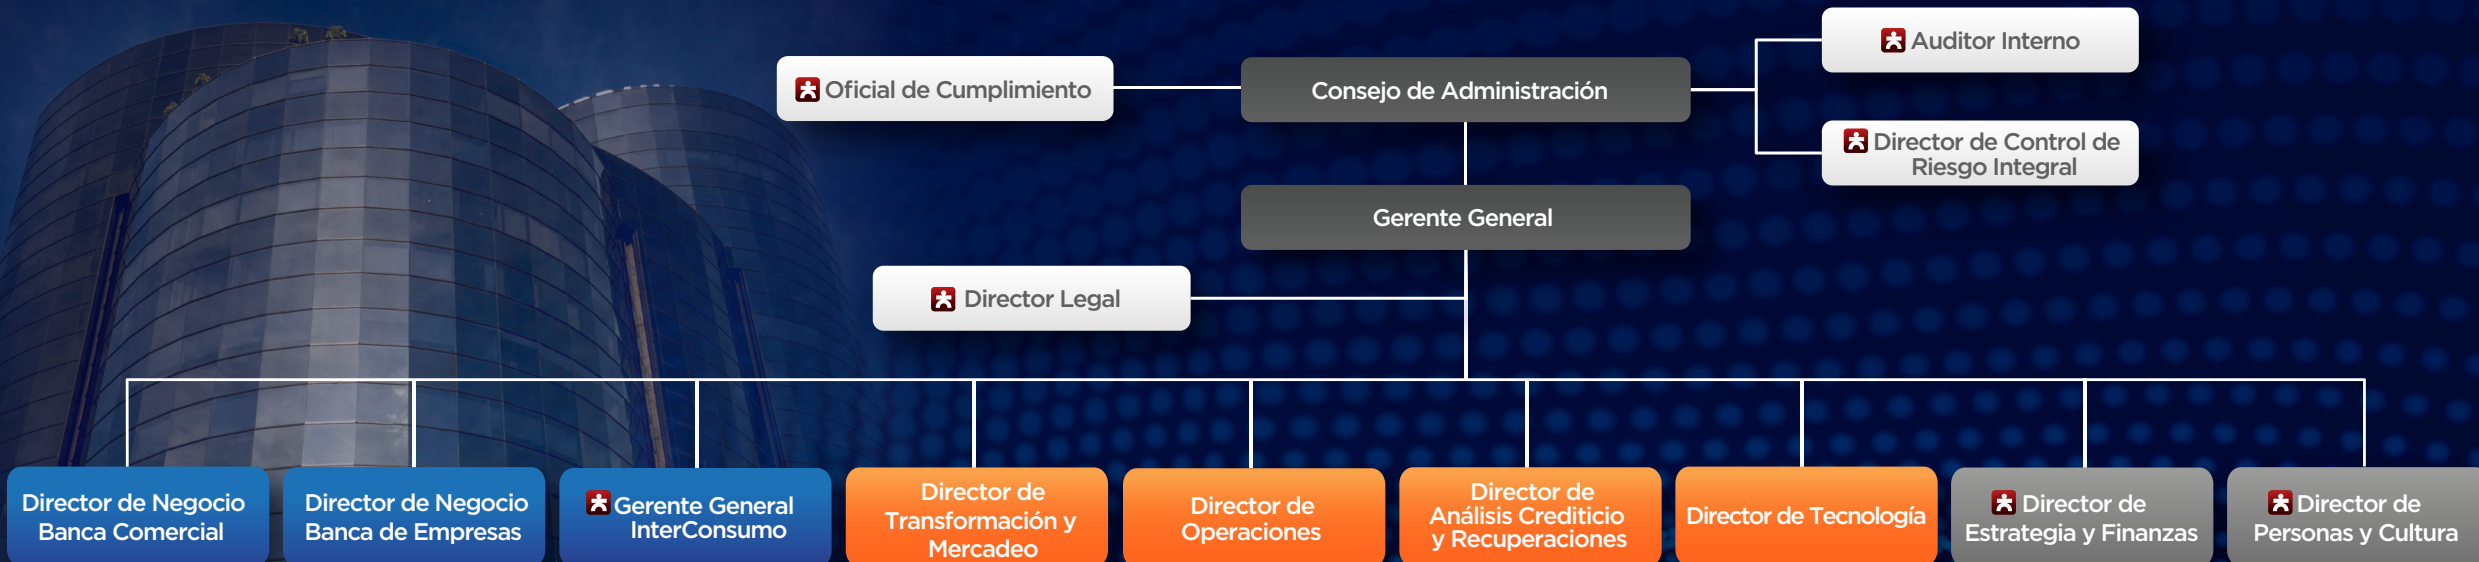 Auditor Interno
Oficial de Cumplimiento
Consejo de Administración
Director de Control de
Riesgo Integral
Gerente General
Director Legal
Director de Negocio
Banca Comercial
Director de Negocio
Banca de Empresas
Gerente General
InterConsumo
Director de
Transformación y
Mercadeo
Director de
Operaciones
Director de
Análisis Crediticio
y Recuperaciones
Director de Tecnología
Director de
Estrategia y Finanzas
Director de
Personas y Cultura